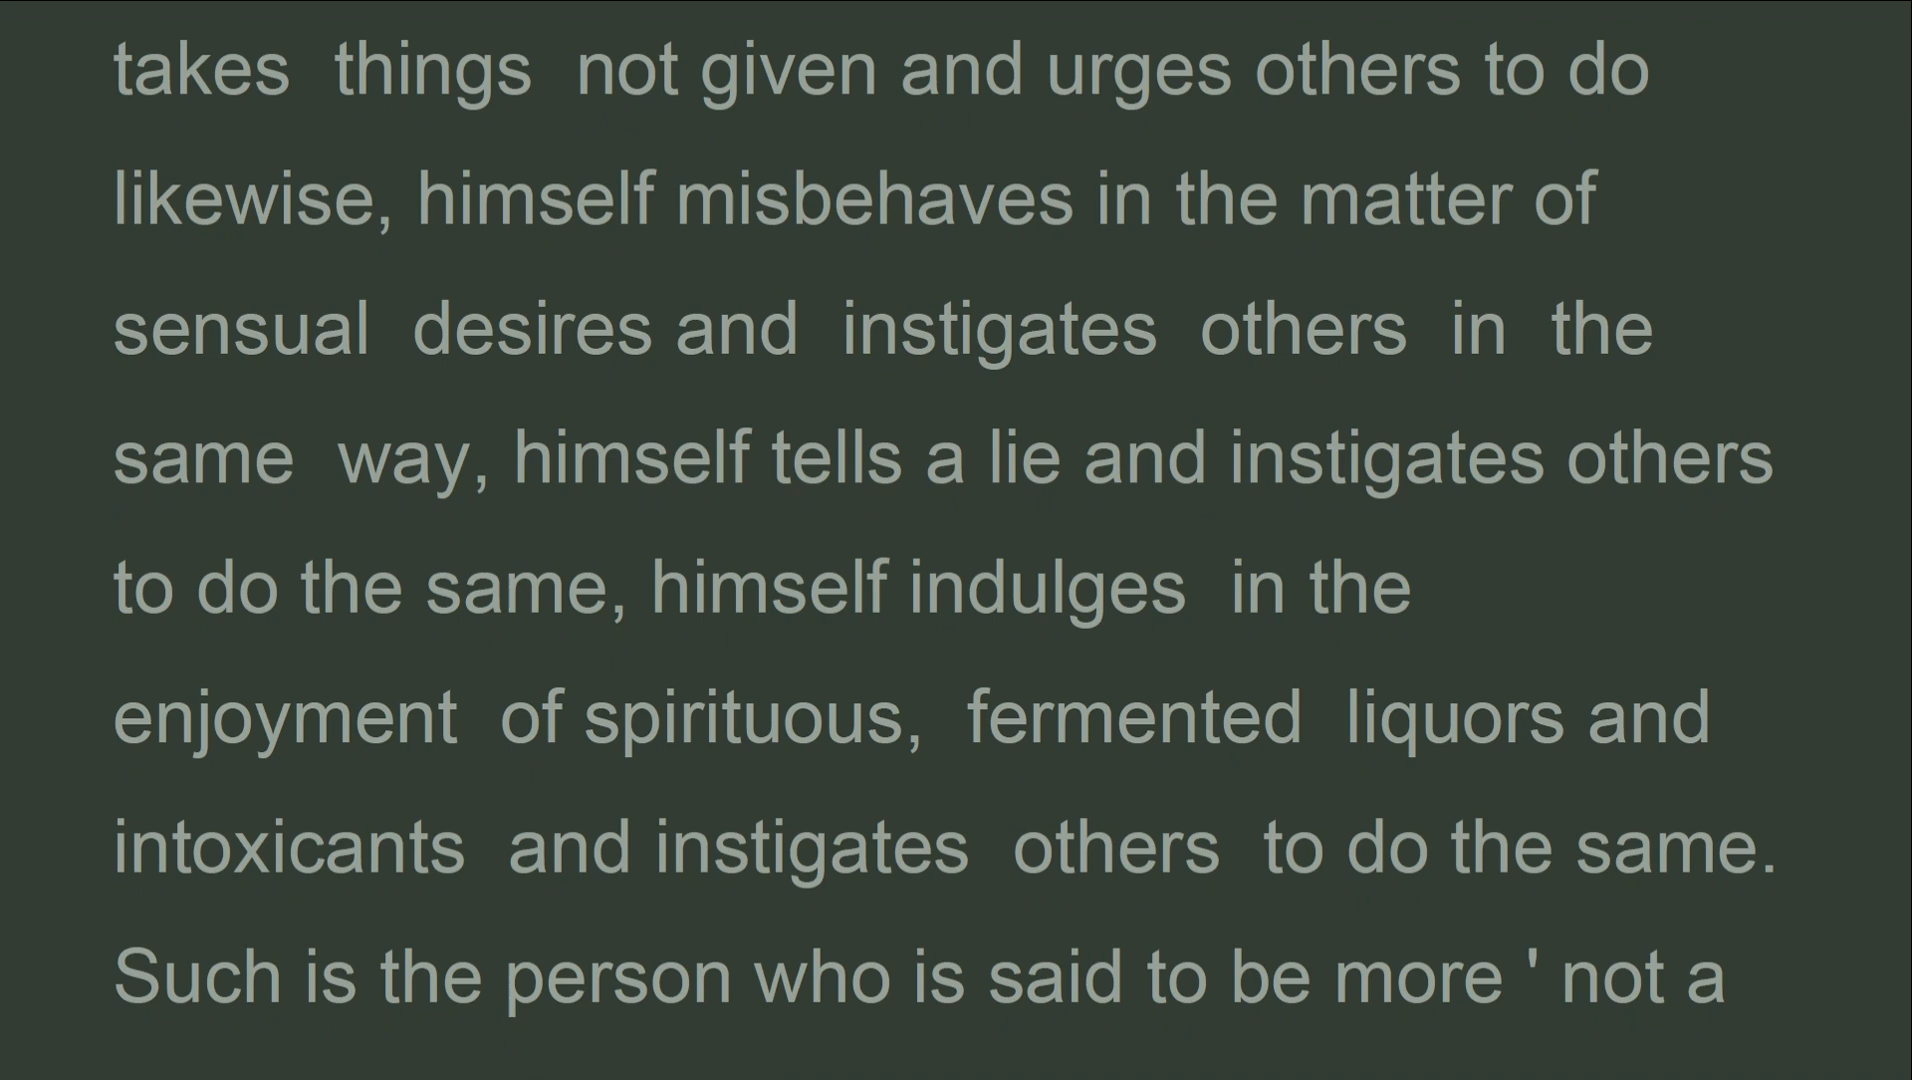 takes things not given and urges others to do
likewise, himself misbehaves in the matter of
sensual desires and instigates others in the
same way, himself tells a lie and instigates others
to do the same, himself indulges in the
enjoyment of spirituous, fermented liquors and
intoxicants and instigates others to do the same.
Such is the person who is said to be more ' not a